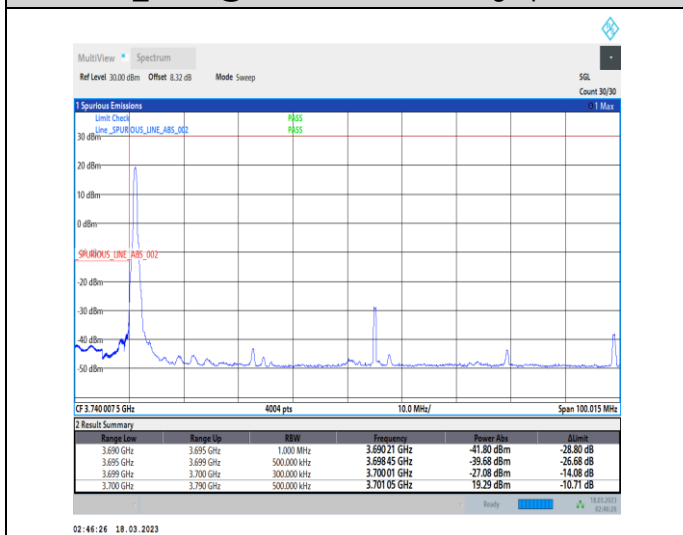 MultiView Spectrum
Ref Level 30.00 dBm Offset 8.32 dB Mode Sweep SGL
Count 30/30
1 Spurious Emissions 1 Max
Limit Check PASS
Line _SPURIOUS_LINE_ABS_002 PASS
30 dBm
20 dBm
10 dBm
0 dBm
_SPURIOUS_LINE_ABS_002
-20 dBm
-30 dBm
-40 dBm
-50 dBm
CF 3.740 007 5 GHz 4004 pts 10.0 MHz/ Span 100.015 MHz
2 Result Summary
Range Low Range Up RBW Frequency Power Abs ΔLimit
3.690 GHz 3.695 GHz 1.000 MHz 3.690 21 GHz -41.80 dBm -28.80 dB
3.695 GHz 3.699 GHz 500.000 kHz 3.698 45 GHz -39.68 dBm -26.68 dB
3.699 GHz 3.700 GHz 300.000 kHz 3.700 01 GHz -27.08 dBm -14.08 dB
3.700 GHz 3.790 GHz 500.000 kHz 3.701 05 GHz 19.29 dBm -10.71 dB
Ready 18.03.2023
02:46:26
02:46:26 18.03.2023